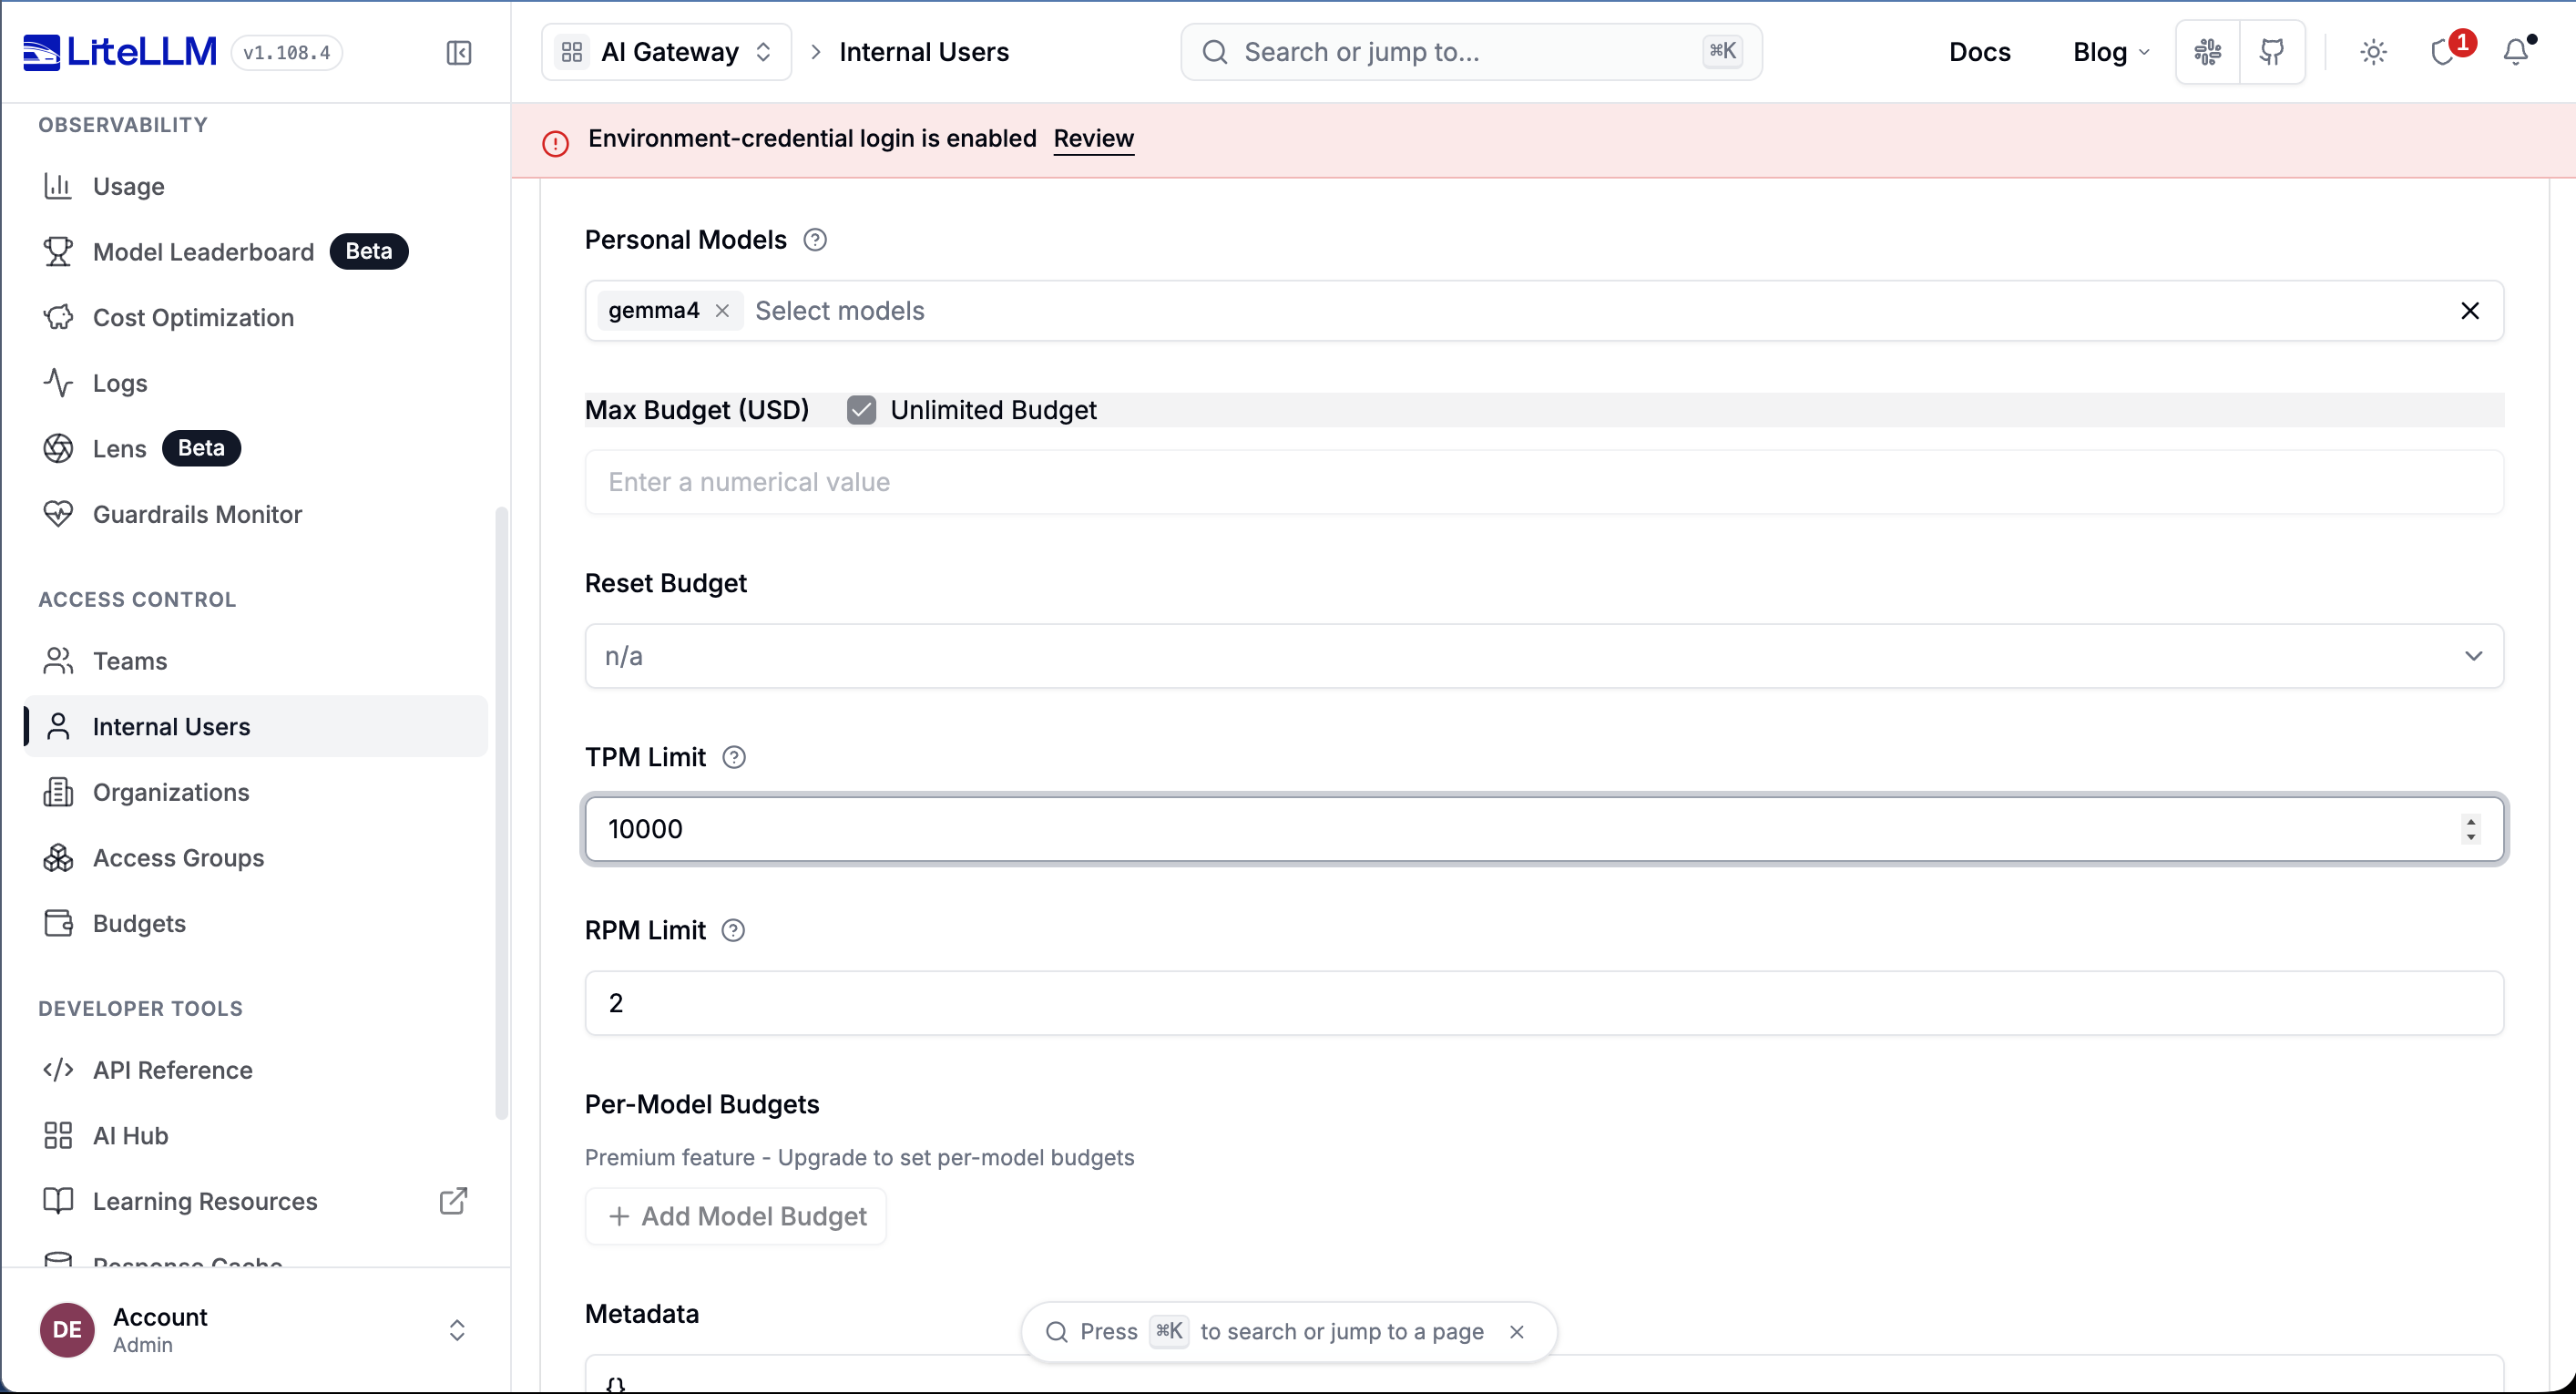 LiteLLM v1.108.4
AI Gateway > Internal Users
Search or jump to... ⌘K
Docs
Blog
1
Environment-credential login is enabled Review
OBSERVABILITY
Usage
Model Leaderboard Beta
Cost Optimization
Logs
Lens Beta
Guardrails Monitor
ACCESS CONTROL
Teams
Internal Users
Organizations
Access Groups
Budgets
DEVELOPER TOOLS
API Reference
AI Hub
Learning Resources
Response Cache
DE
Account
Admin
Personal Models
gemma4 Select models
Max Budget (USD) Unlimited Budget
Enter a numerical value
Reset Budget
n/a
TPM Limit
10000
RPM Limit
2
Per-Model Budgets
Premium feature - Upgrade to set per-model budgets
+ Add Model Budget
Metadata
{}
Press ⌘K to search or jump to a page